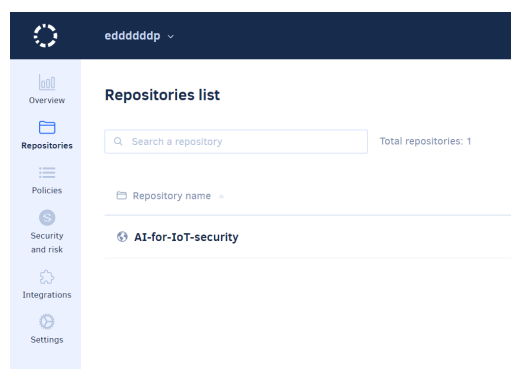 eddddddp
Overview
Repositories
Policies
Security
and risk
Integrations
Settings
Repositories list
Search a repository
Total repositories: 1
Repository name
AI-for-IoT-security